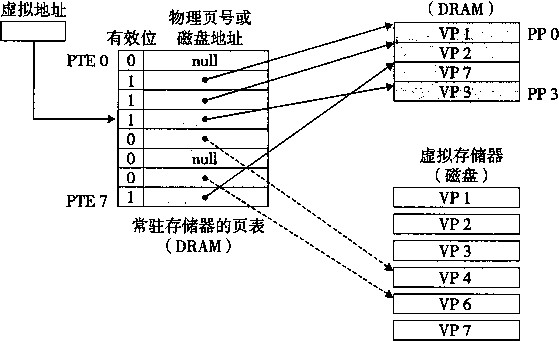 虚拟地址
物理页号或
磁盘地址
有效位
PTE 0
0
null
1
1
1
0
0
null
0
PTE 7
1
常驻存储器的页表
(DRAM)
(DRAM)
VP 1
PP 0
VP 2
VP 7
VP 3
PP 3
虚拟存储器
(磁盘)
VP 1
VP 2
VP 3
VP 4
VP 6
VP 7